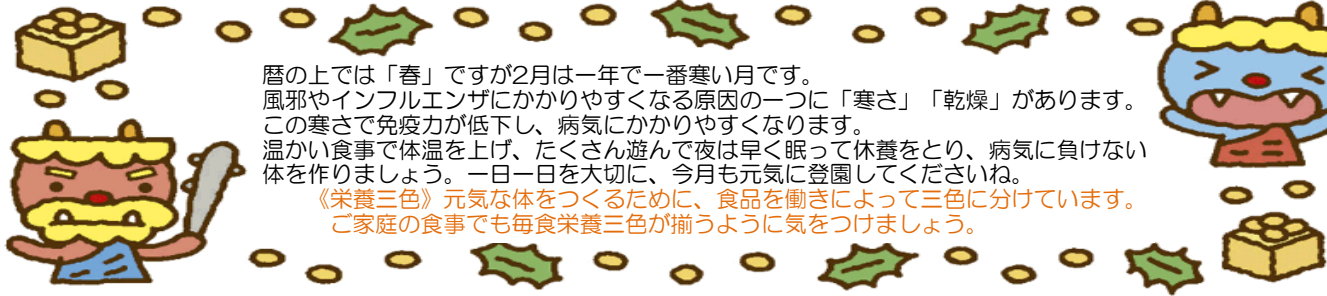 暦の上では「春」ですが2月は一年で一番寒い月です。
風邪やインフルエンザにかかりやすくなる原因の一つに「寒さ」「乾燥」があります。
この寒さで免疫力が低下し、病気にかかりやすくなります。
温かい食事で体温を上げ、たくさん遊んで夜は早く眠って休養をとり、病気に負けない
体を作りましょう。一日一日を大切に、今月も元気に登園してくださいね。
《栄養三色》元気な体をつくるために、食品を働きによって三色に分けています。
ご家庭の食事でも毎食栄養三色が揃うように気をつけましょう。